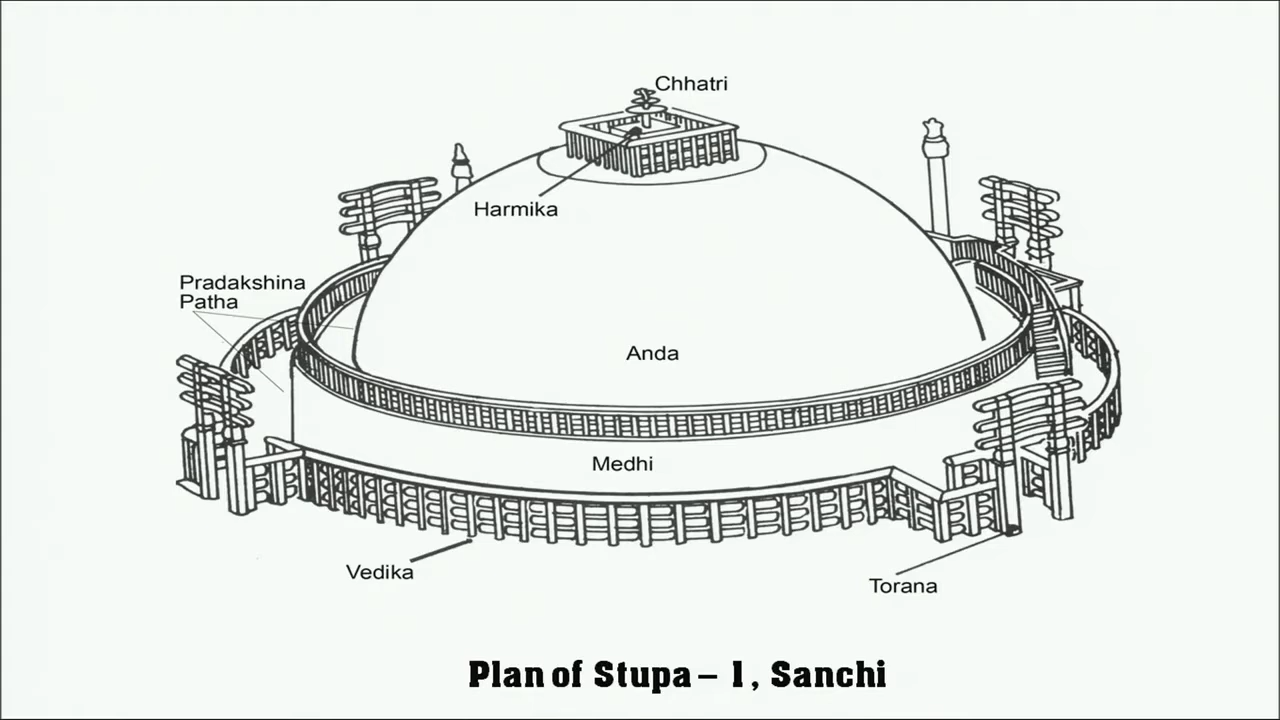 Chhatri
Harmika
Pradakshina
Patha
Anda
Medhi
Vedika
Torana
Plan of Stupa – 1, Sanchi